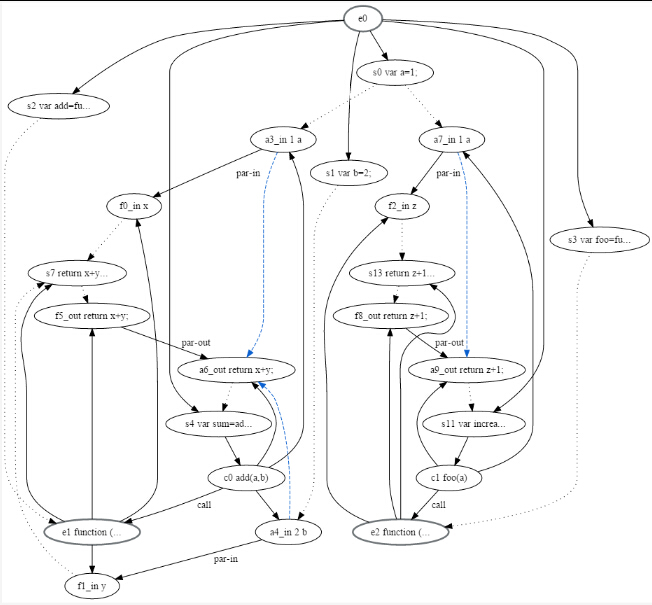 e0
s0 var a=1;
s2 var add=fu...
a3_in 1 a
a7_in 1 a
par-in
s1 var b=2;
par-in
f0_in x
f2_in z
s3 var foo=fu...
s7 return x+y...
s13 return z+1...
f5_out return x+y;
f8_out return z+1;
par-out
par-out
a6_out return x+y;
a9_out return z+1;
s4 var sum=ad...
s11 var increa...
c0 add(a,b)
c1 foo(a)
call
call
e1 function (...
a4_in 2 b
e2 function (...
par-in
f1_in y